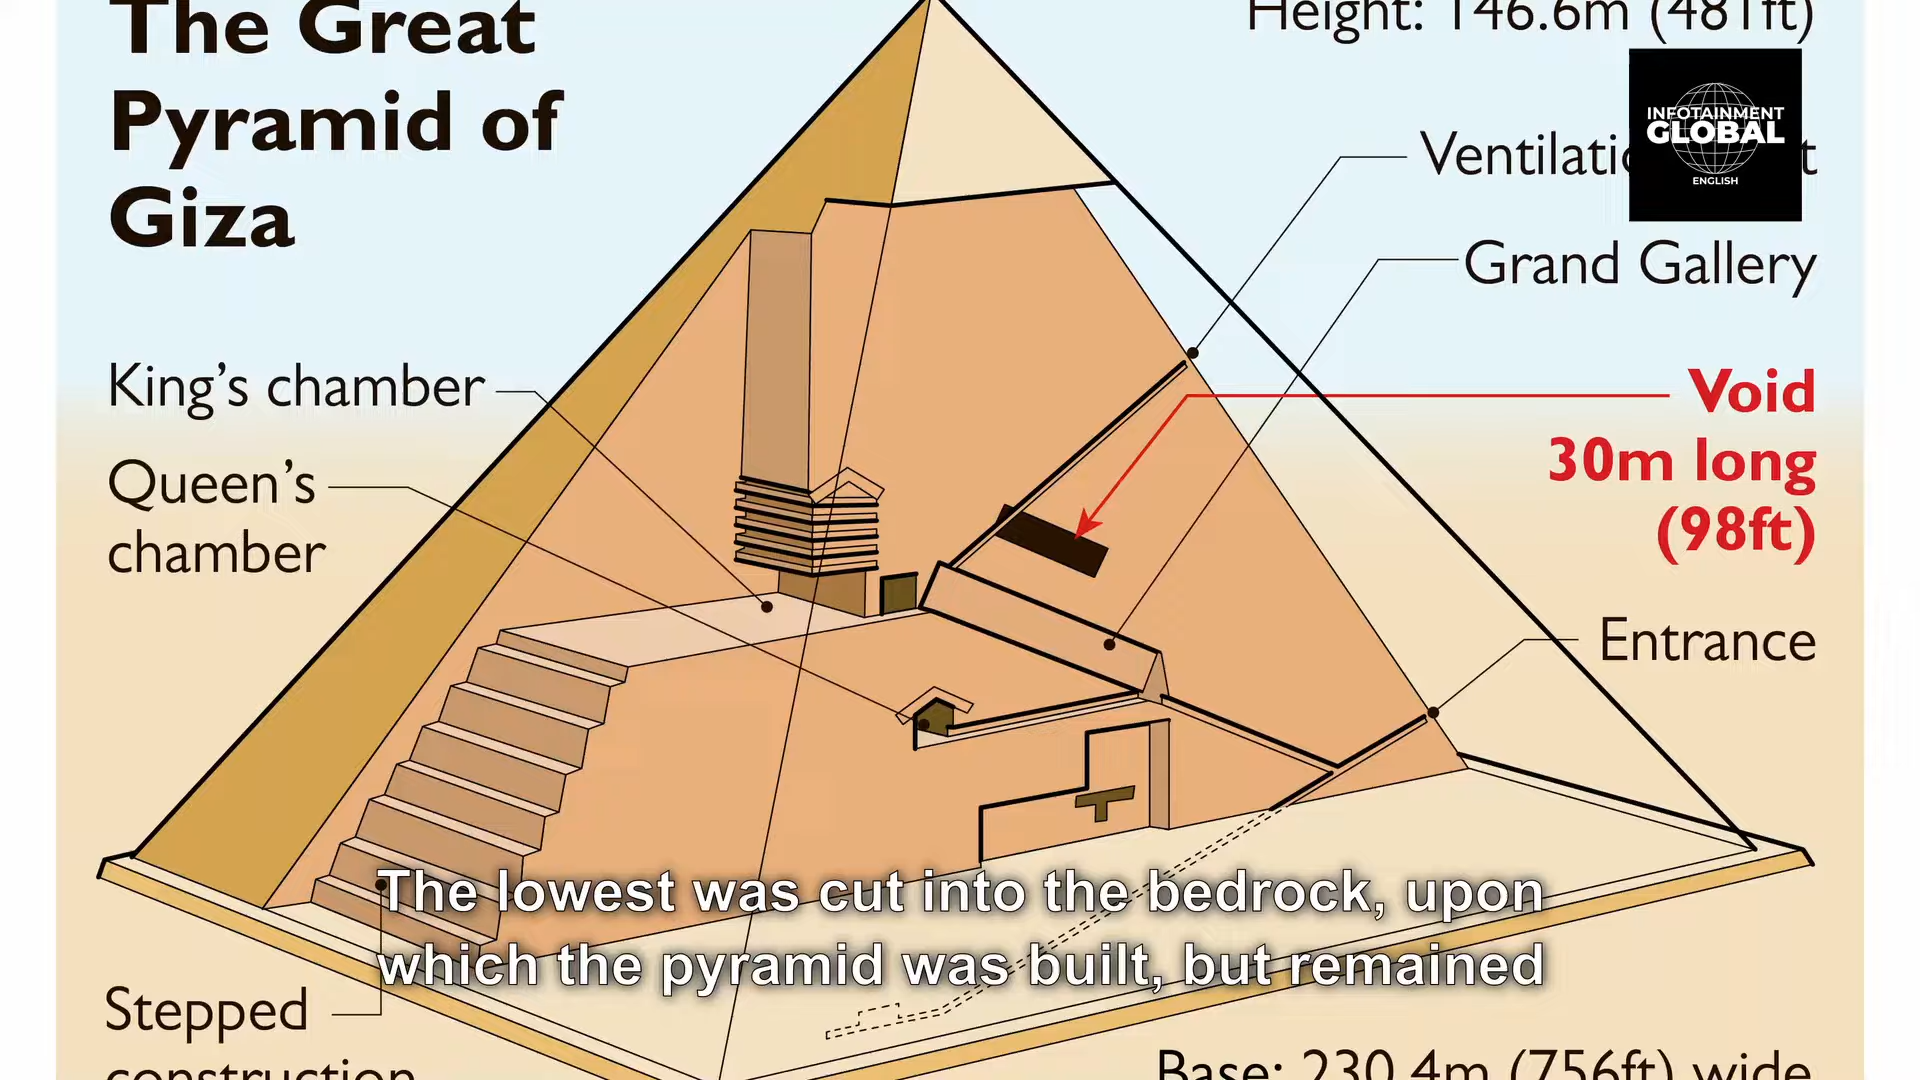 The Great
Pyramid of
Giza
Height: 146.6m (481ft)
INFOTAINMENT
GLOBAL
ENGLISH
Grand Gallery
King's chamber
Void
30m long
(98ft)
Queen's
chamber
Entrance
The lowest was cut into the bedrock, upon
which the pyramid was built, but remained
Stepped
construction
Base: 230.4m (756ft) wide